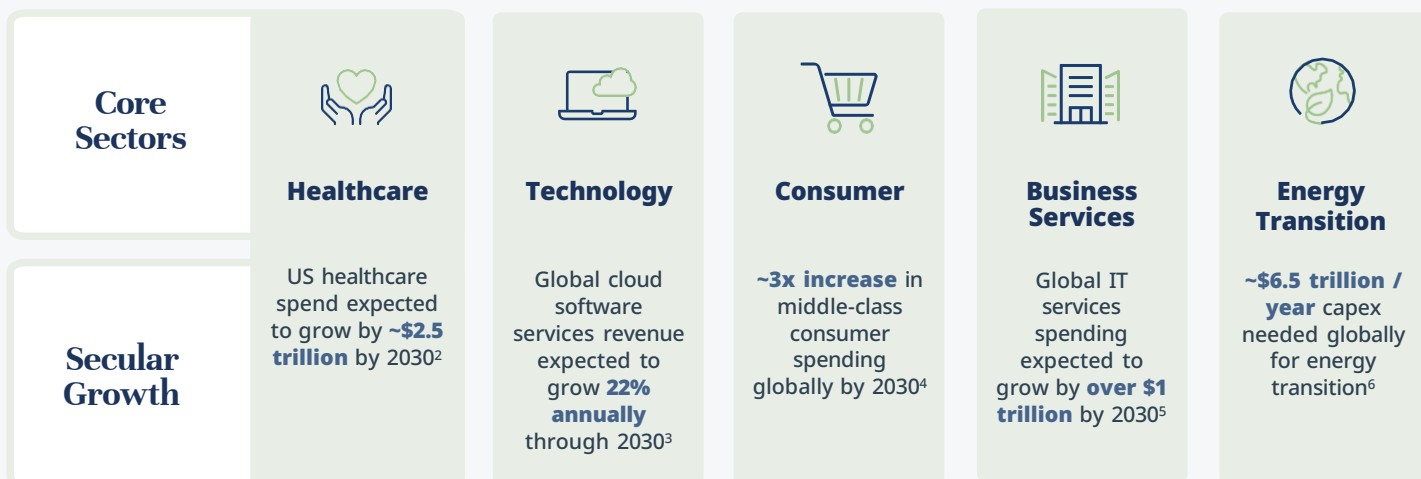 Core
Sectors
Healthcare
Technology
Consumer
Business
Services
Energy
Transition
Secular
Growth
US healthcare
spend expected
to grow by ~$2.5
trillion by 2030²
Global cloud
software
services revenue
expected to
grow 22%
annually
through 2030³
~3x increase in
middle-class
consumer
spending
globally by 2030⁴
Global IT
services
spending
expected to
grow by over $1
trillion by 2030⁵
~$6.5 trillion /
year capex
needed globally
for energy
transition⁶